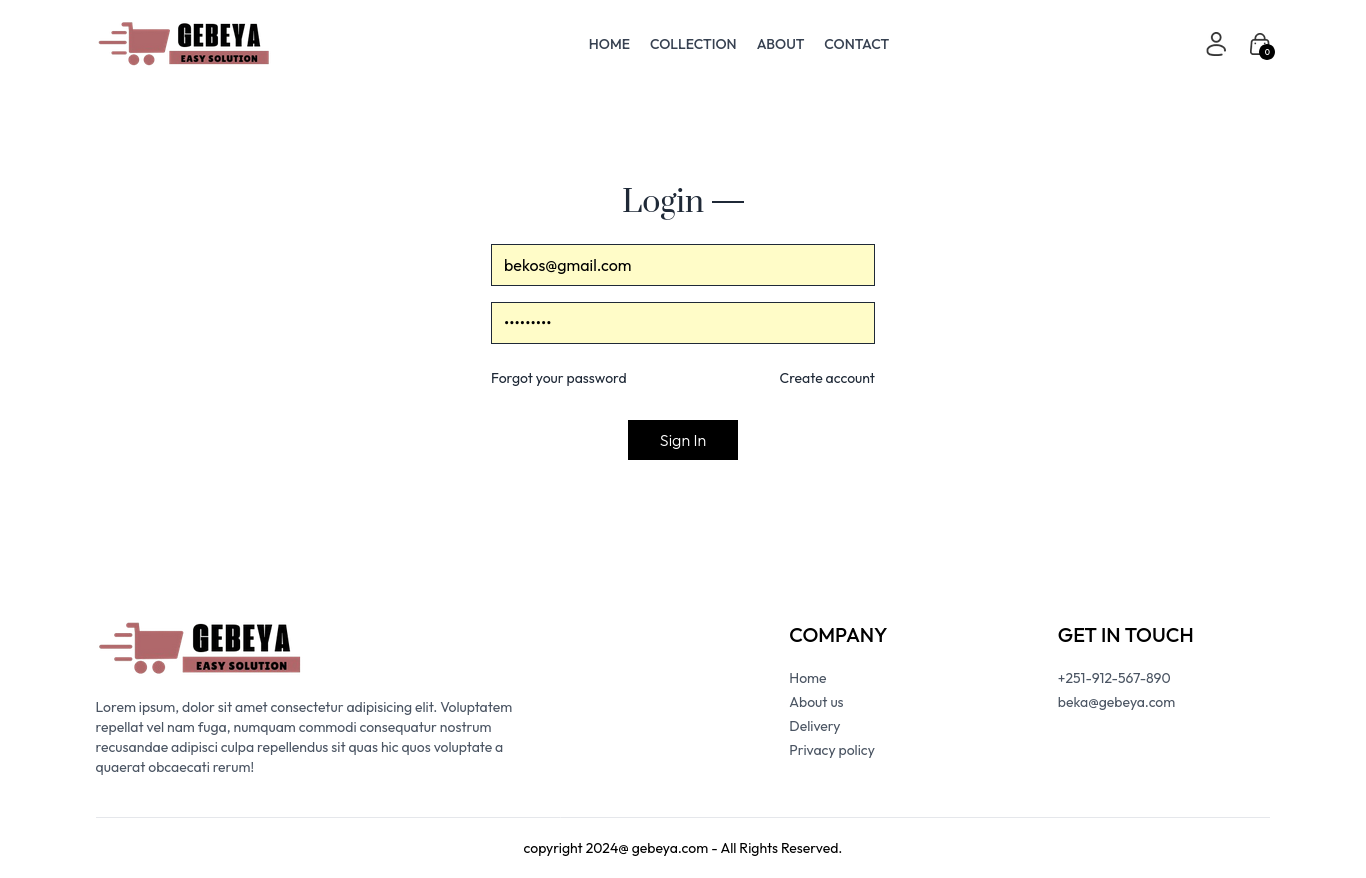 GEBEYA
EASY SOLUTION
HOME COLLECTION ABOUT CONTACT
0
Login
bekos@gmail.com
•••••••••
Forgot your password Create account
Sign In
GEBEYA
EASY SOLUTION
Lorem ipsum, dolor sit amet consectetur adipisicing elit. Voluptatem
repellat vel nam fuga, numquam commodi consequatur nostrum
recusandae adipisci culpa repellendus sit quas hic quos voluptate a
quaerat obcaecati rerum!
COMPANY
Home
About us
Delivery
Privacy policy
GET IN TOUCH
+251-912-567-890
beka@gebeya.com
copyright 2024@ gebeya.com - All Rights Reserved.